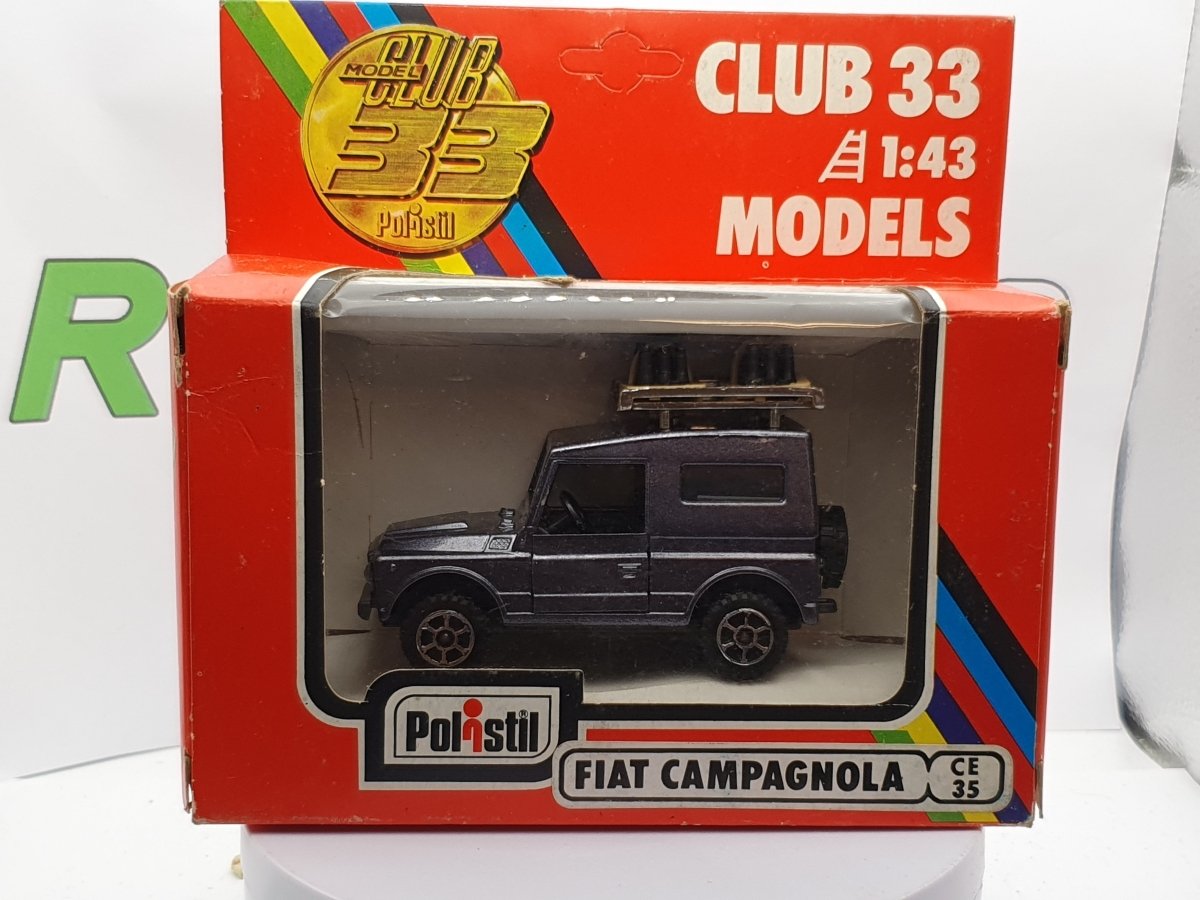 MODEL
CLUB
33
Polistil
CLUB 33
1:43
MODELS
R
Polistil®
FIAT CAMPAGNOLA
CE
35